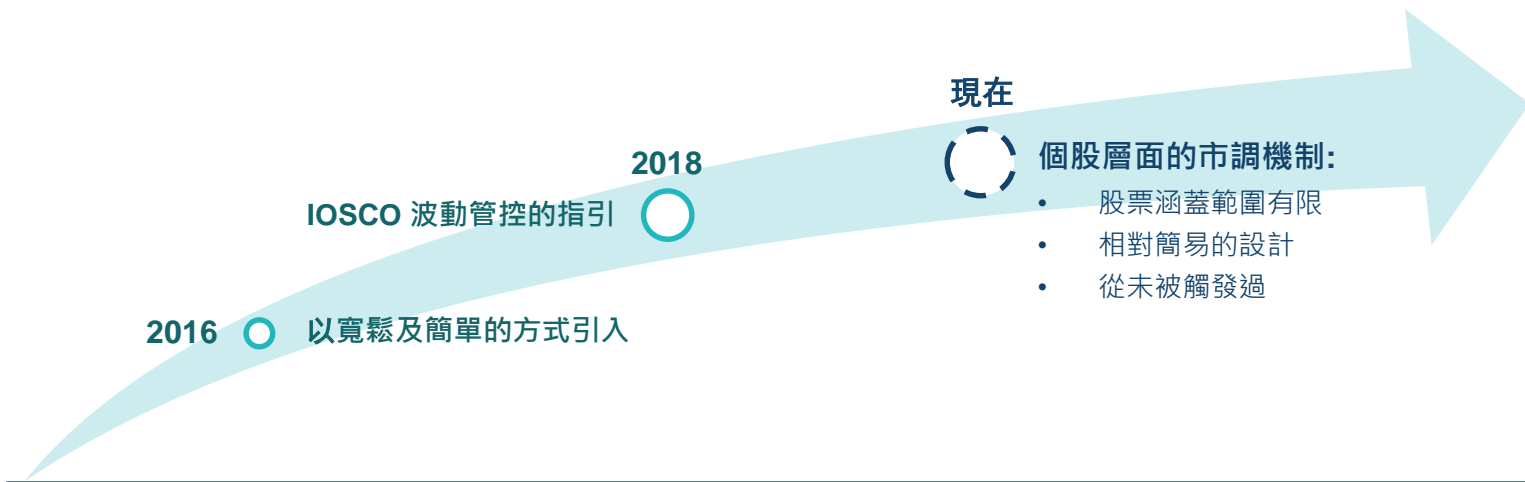 2016
以寬鬆及簡單的方式引入
2018
IOSCO 波動管控的指引
現在
個股層面的市調機制:
• 股票涵蓋範圍有限
• 相對簡易的設計
• 從未被觸發過